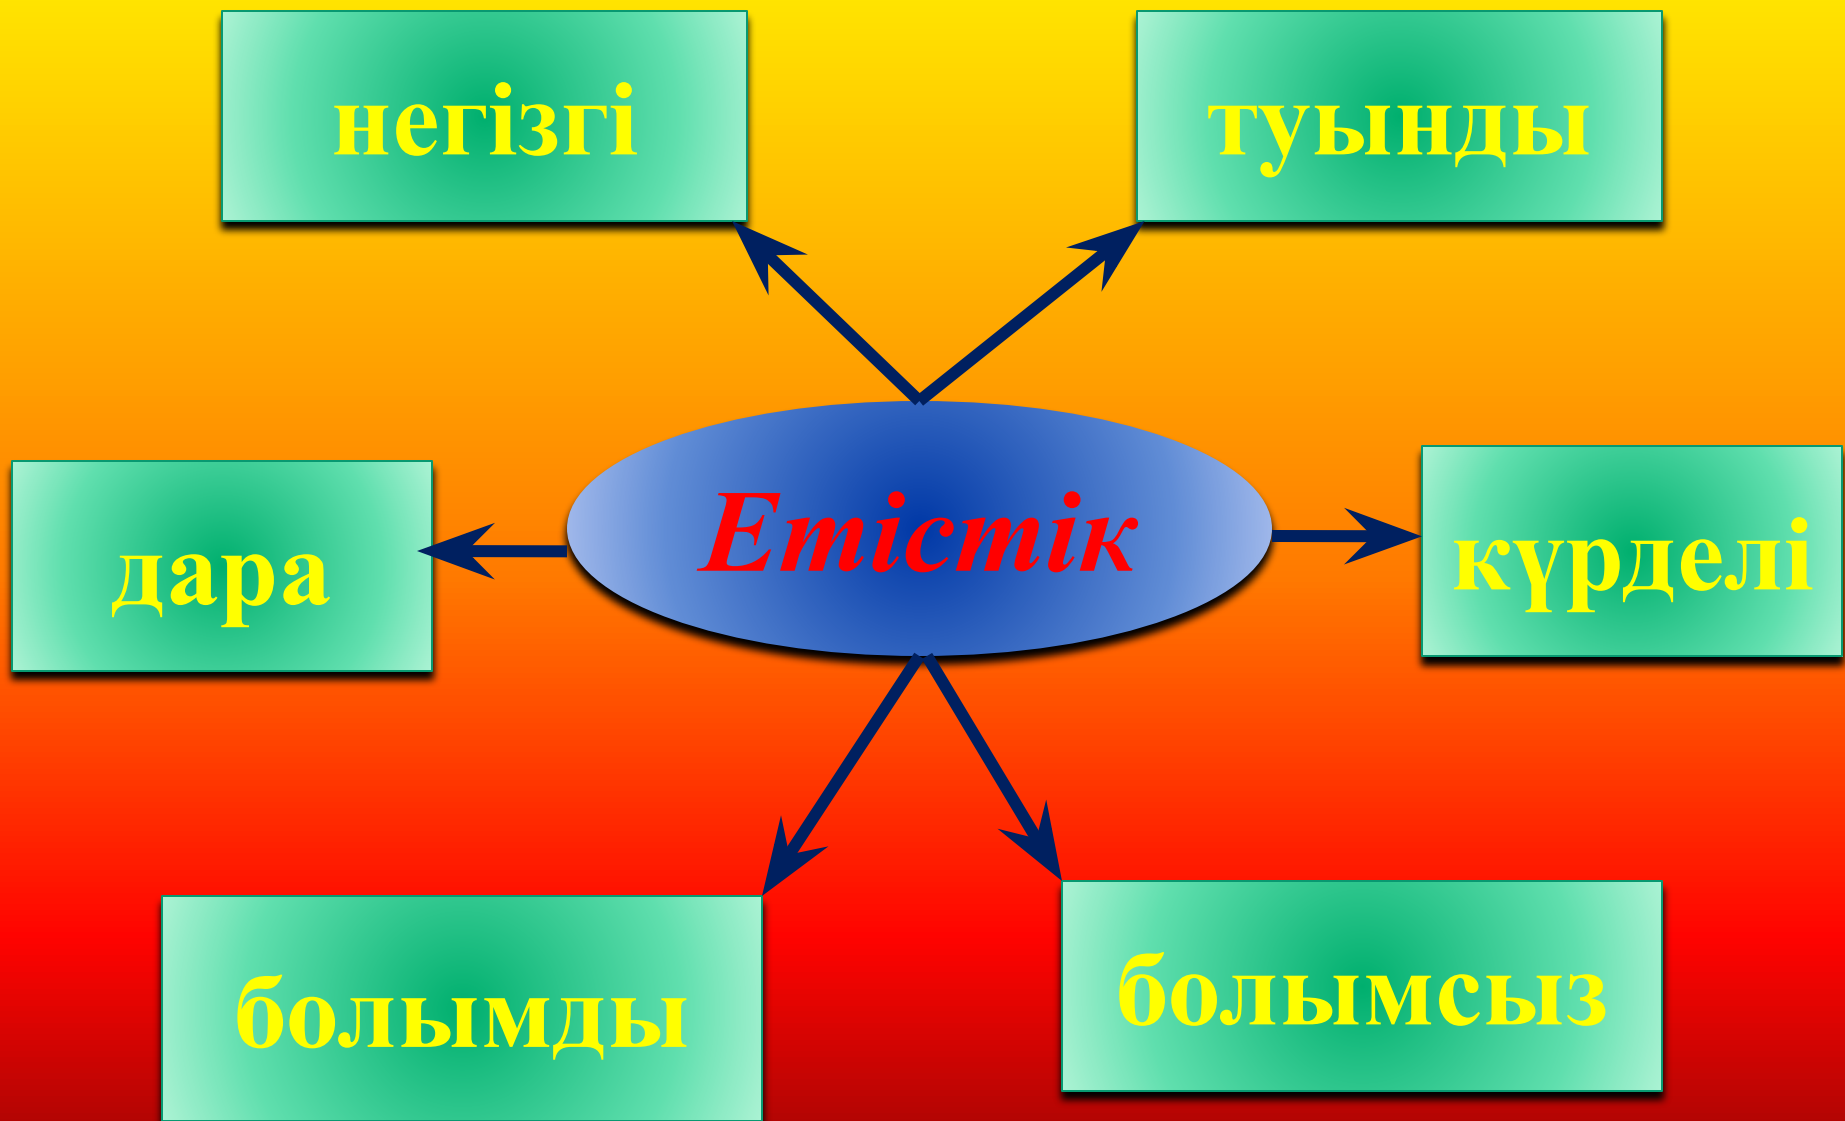 негізгі
туынды
дара
Етістік
күрделі
болымды
болымсыз